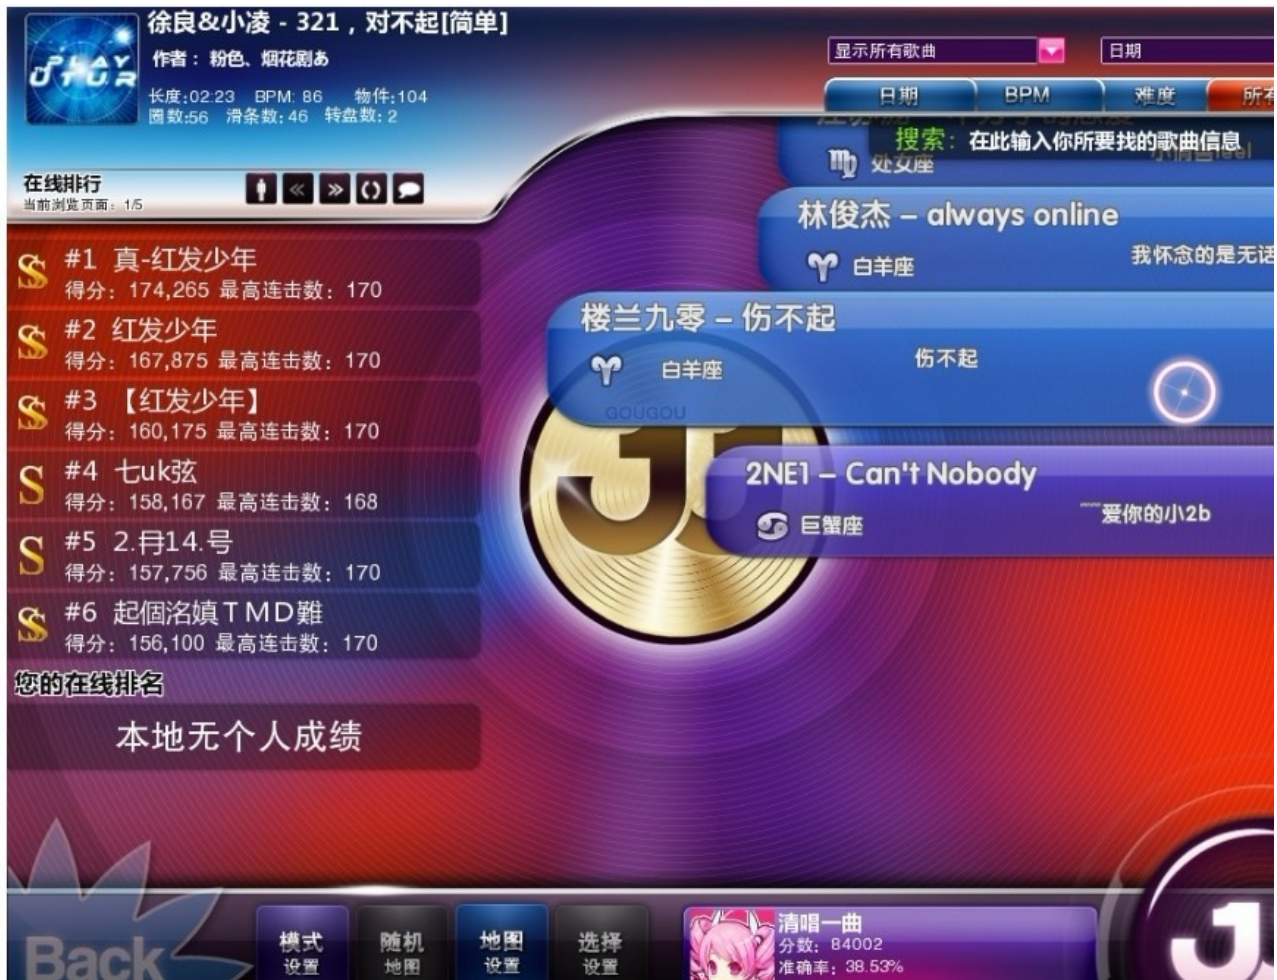 徐良&小凌 - 321，对不起[简单]
作者：粉色、烟花剧あ
长度:02:23 BPM: 86 物件:104
圈数:56 滑条数:46 转盘数:2
PLAY
UTUR
显示所有歌曲
日期
日期
BPM
难度
所有
搜索：在此输入你所要找的歌曲信息
处女座
在线排行
当前浏览页面：1/5
林俊杰 – always online
白羊座
我怀念的是无话
楼兰九零 – 伤不起
白羊座
伤不起
GOUGOU
JJ
2NE1 – Can't Nobody
巨蟹座
爱你的小2b
S #1 真-红发少年
得分：174,265 最高连击数：170
S #2 红发少年
得分：167,875 最高连击数：170
S #3 【红发少年】
得分：160,175 最高连击数：170
S #4 七uk弦
得分：158,167 最高连击数：168
S #5 2.冄14.号
得分：157,756 最高连击数：170
S #6 起個洺嫃TMD難
得分：156,100 最高连击数：170
您的在线排名
本地无个人成绩
Back
模式
设置
随机
地图
地图
设置
选择
设置
清唱一曲
分数：84002
准确率：38.53%